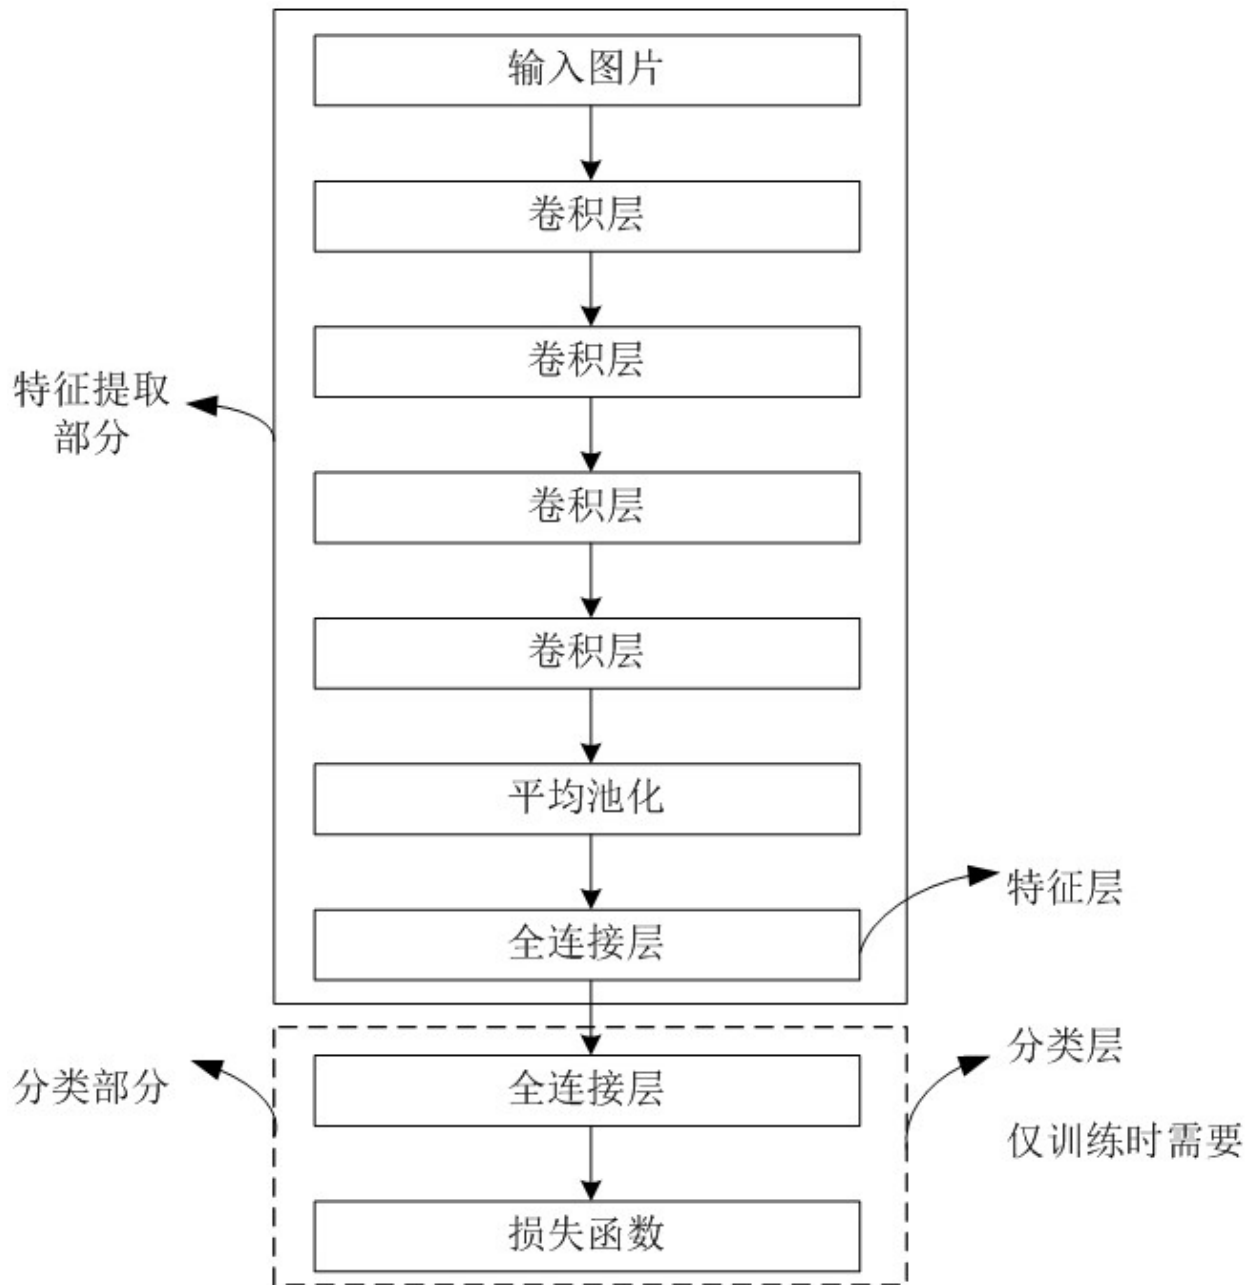 输入图片
卷积层
卷积层
特征提取
部分
卷积层
卷积层
平均池化
特征层
全连接层
分类层
分类部分
全连接层
仅训练时需要
损失函数